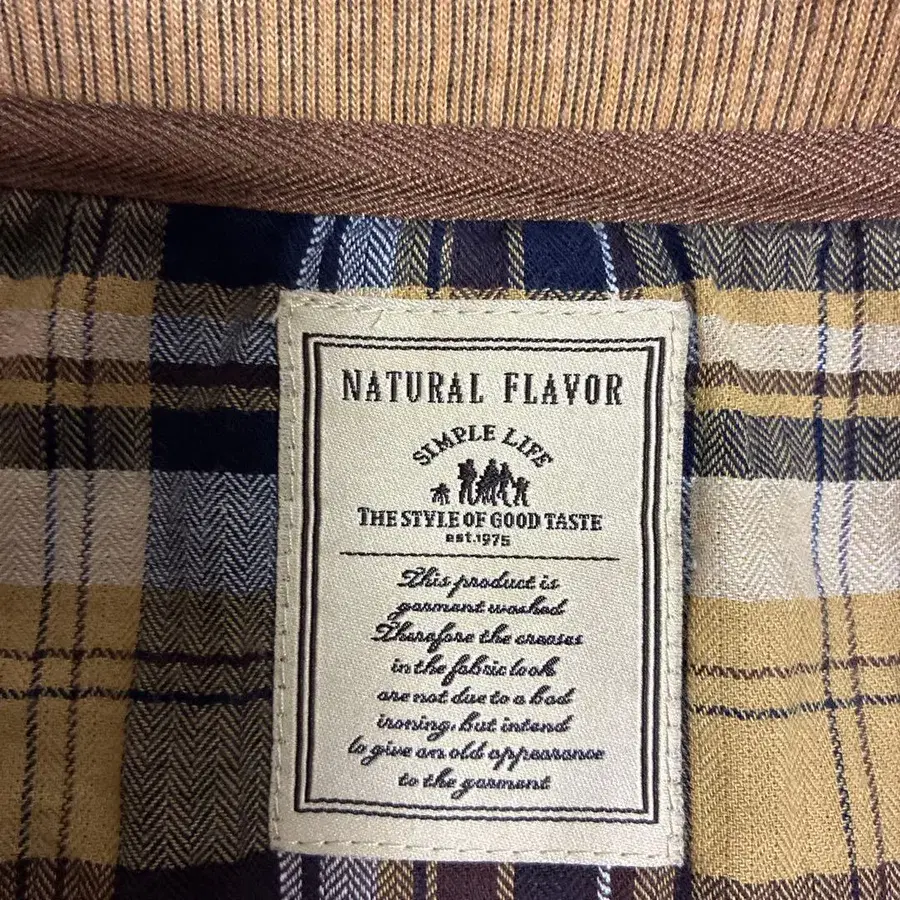 NATURAL FLAVOR
SIMPLE LIFE
THE STYLE OF GOOD TASTE
est.1975
This product is
garment washed
Therefore the creases
in the fabric look
are not due to a bad
ironing, but intend
to give an old appearance
to the garment